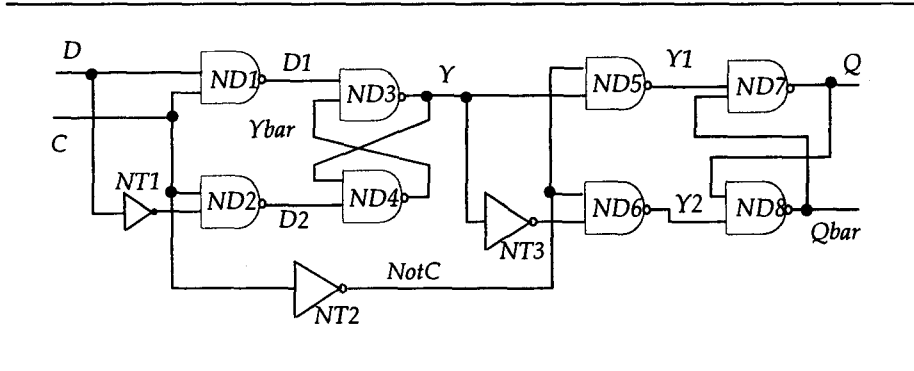 D
D1
ND1
ND3
Y
Y1
ND5
ND7
Q
C
Ybar
NT1
ND2
D2
ND4
ND6
Y2
ND8
NT3
Qbar
NotC
NT2